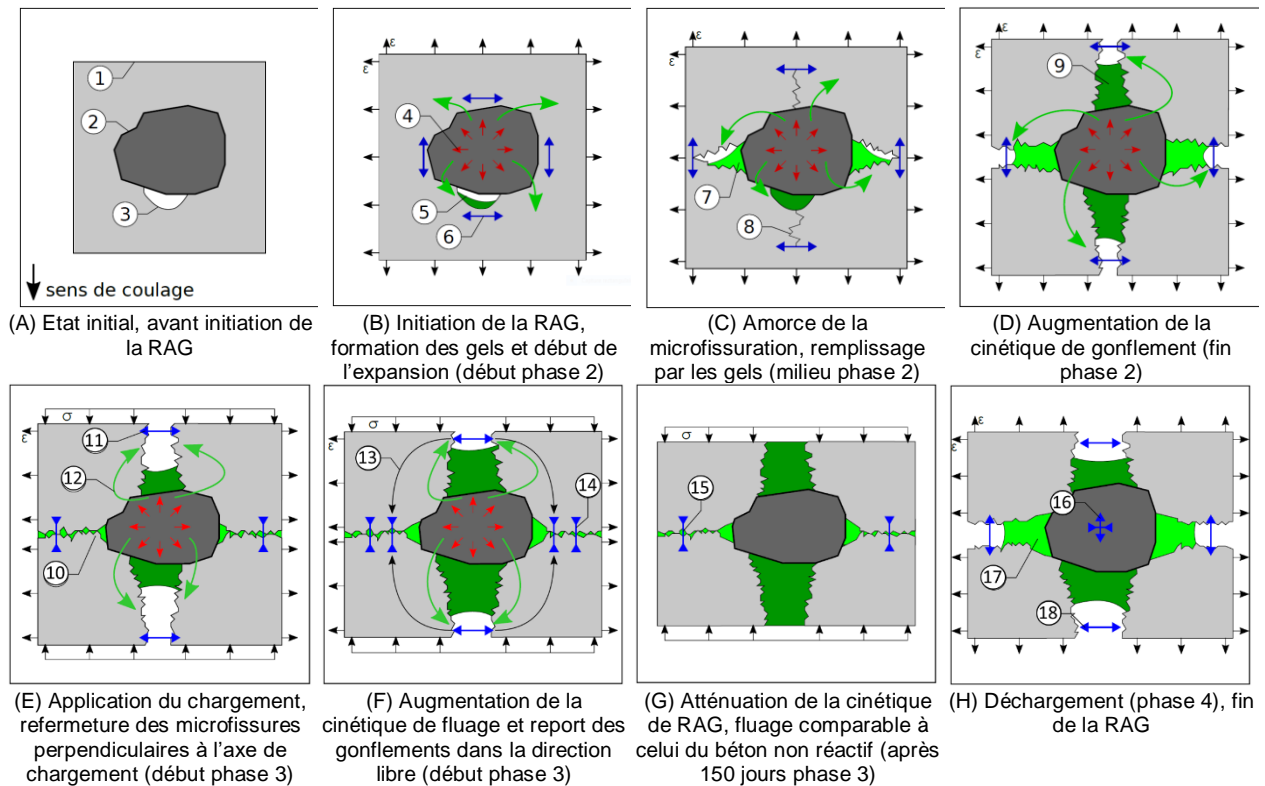 1
2
3
sens de coulage
(A) Etat initial, avant initiation de
la RAG
ε
ε
4
5
6
(B) Initiation de la RAG,
formation des gels et début de
l'expansion (début phase 2)
ε
ε
7
8
(C) Amorce de la
microfissuration, remplissage
par les gels (milieu phase 2)
ε
ε
9
(D) Augmentation de la
cinétique de gonflement (fin
phase 2)
σ
ε
11
12
10
(E) Application du chargement,
refermeture des microfissures
perpendiculaires à l'axe de
chargement (début phase 3)
σ
ε
13
14
(F) Augmentation de la
cinétique de fluage et report des
gonflements dans la direction
libre (début phase 3)
σ
15
(G) Atténuation de la cinétique
de RAG, fluage comparable à
celui du béton non réactif (après
150 jours phase 3)
ε
ε
16
17
18
(H) Déchargement (phase 4), fin
de la RAG